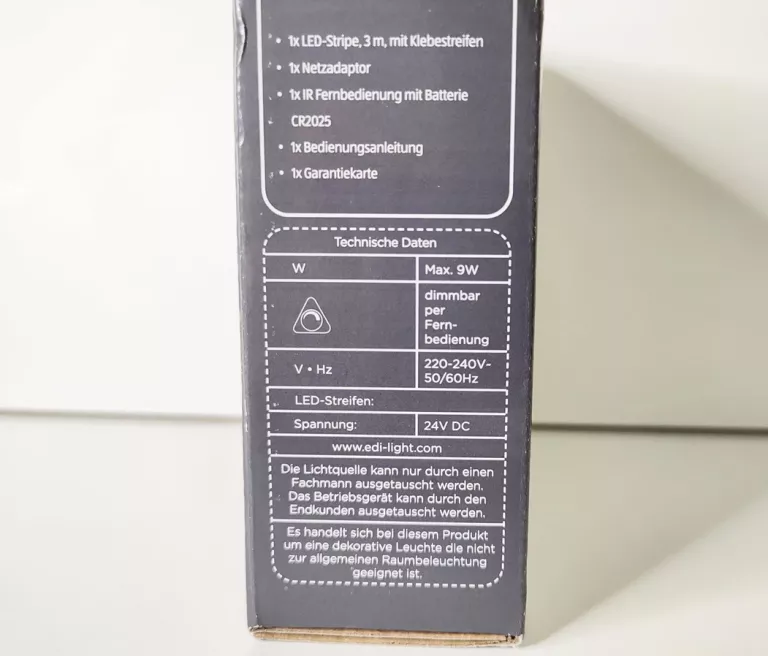 • 1x LED-Stripe, 3 m, mit Klebestreifen
• 1x Netzadaptor
• 1x IR Fernbedienung mit Batterie
CR2025
• 1x Bedienungsanleitung
• 1x Garantiekarte
Technische Daten
W
Max. 9W
dimmbar
per
Fern-
bedienung
V • Hz
220-240V~
50/60Hz
LED-Streifen:
Spannung:
24V DC
www.edi-light.com
Die Lichtquelle kann nur durch einen
Fachmann ausgetauscht werden.
Das Betriebsgerät kann durch den
Endkunden ausgetauscht werden.
Es handelt sich bei diesem Produkt
um eine dekorative Leuchte die nicht
zur allgemeinen Raumbeleuchtung
geeignet ist.